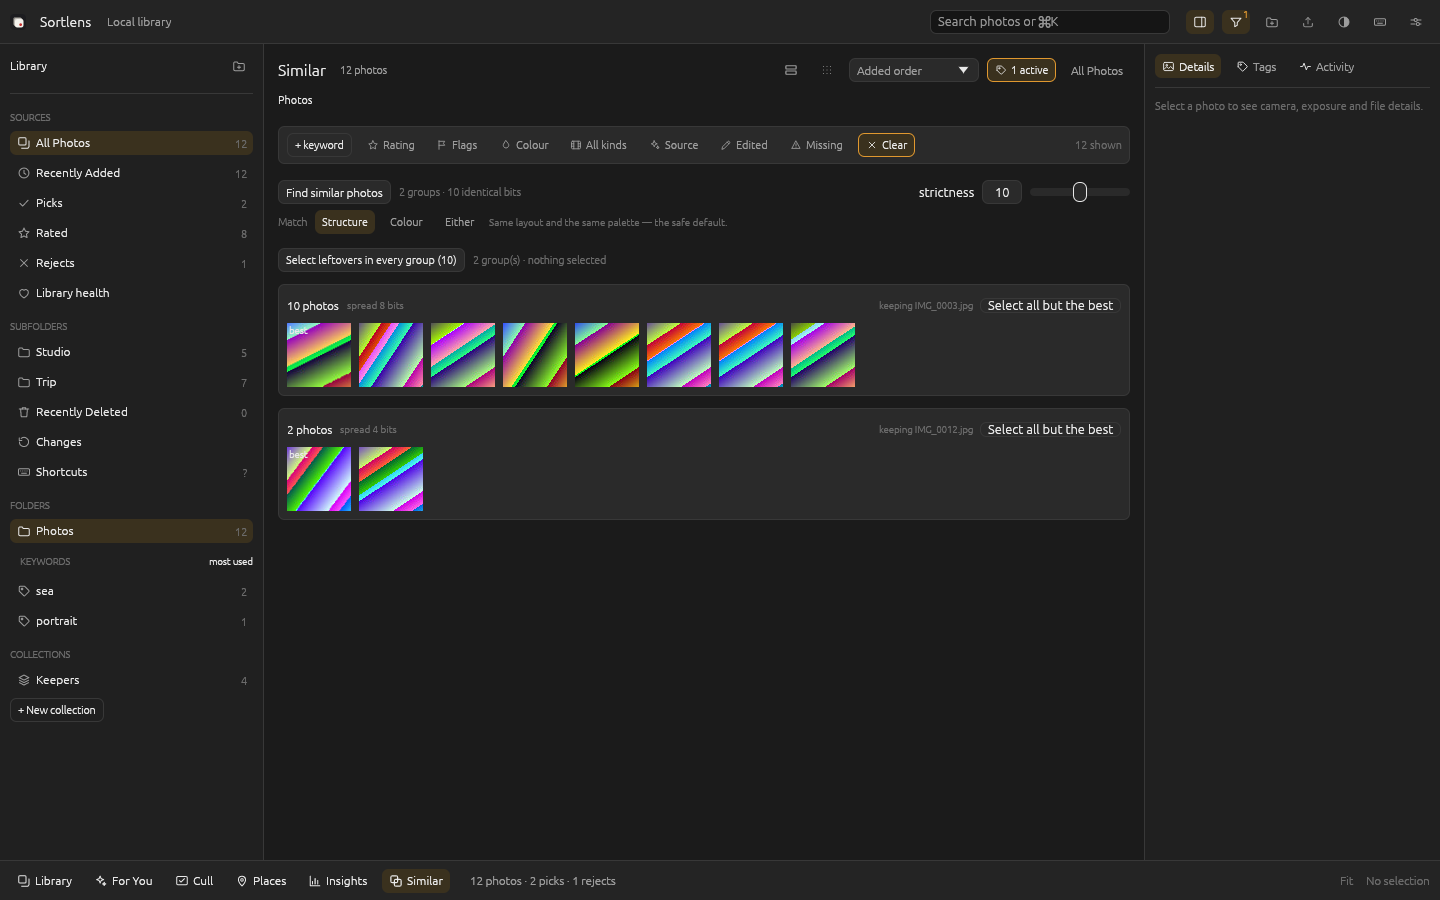 Sortlens Local library Search photos or ⌘K 1
Library
SOURCES
All Photos 12
Recently Added 12
Picks 2
Rated 8
Rejects 1
Library health
SUBFOLDERS
Studio 5
Trip 7
Recently Deleted 0
Changes
Shortcuts ?
FOLDERS
Photos 12
KEYWORDS most used
sea 2
portrait 1
COLLECTIONS
Keepers 4
+ New collection
Similar 12 photos Added order 1 active All Photos
Photos
+ keyword Rating Flags Colour All kinds Source Edited Missing Clear 12 shown
Find similar photos 2 groups · 10 identical bits strictness 10
Match Structure Colour Either Same layout and the same palette — the safe default.
Select leftovers in every group (10) 2 group(s) · nothing selected
10 photos spread 8 bits keeping IMG_0003.jpg Select all but the best
best
2 photos spread 4 bits keeping IMG_0012.jpg Select all but the best
best
Details Tags Activity
Select a photo to see camera, exposure and file details.
Library For You Cull Places Insights Similar 12 photos · 2 picks · 1 rejects Fit No selection